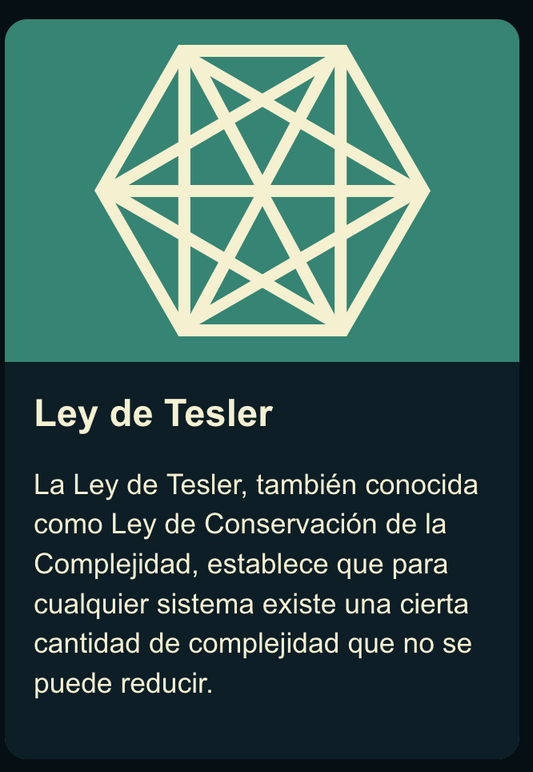 Ley de Tesler
La Ley de Tesler, también conocida
como Ley de Conservación de la
Complejidad, establece que para
cualquier sistema existe una cierta
cantidad de complejidad que no se
puede reducir.